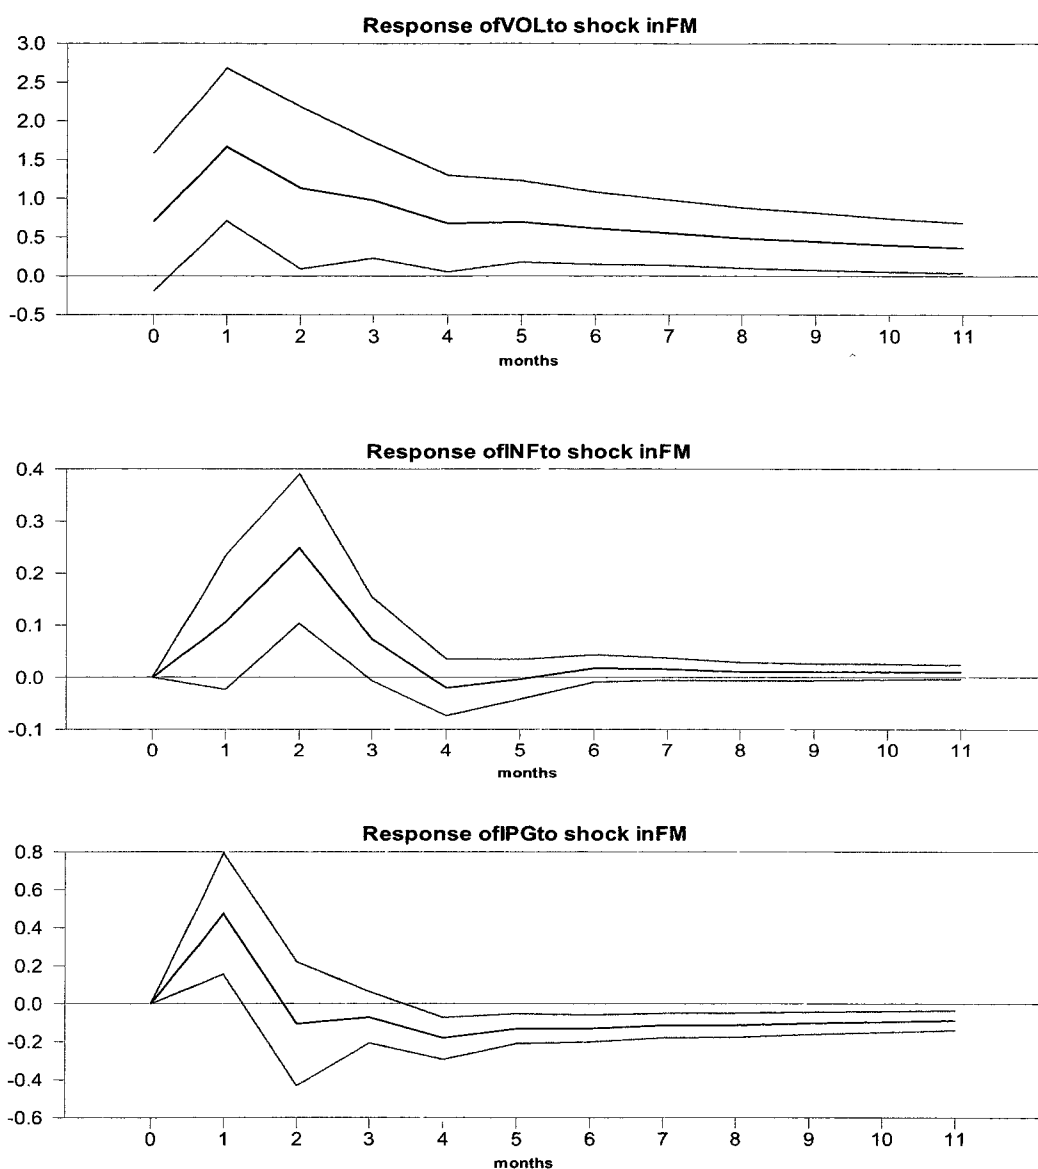 Response ofVOLto shock inFM
3.0
2.5
2.0
1.5
1.0
0.5
0.0
-0.5
0 1 2 3 4 5 6 7 8 9 10 11
months
Response ofINFto shock inFM
0.4
0.3
0.2
0.1
0.0
-0.1
0 1 2 3 4 5 6 7 8 9 10 11
months
Response ofIPGto shock inFM
0.8
0.6
0.4
0.2
0.0
-0.2
-0.4
-0.6
0 1 2 3 4 5 6 7 8 9 10 11
months